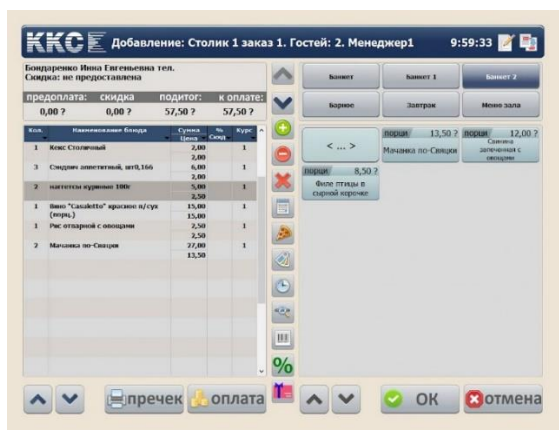 ККС Е Добавление: Столик 1 заказ 1. Гостей: 2. Менеджер1 9:59:33
Бондаренко Инна Евгеньевна тел.
Скидка: не предоставлена
предоплата: скидка подитог: к оплате:
0,00 ? 0,00 ? 57,50 ? 57,50 ?
Кол. Наименование блюда Сумма % Курс
Цена Скид
1 Кекс Столичный 2,00 1
2,00
3 Сэндвич аппетитный, шт0,166 6,00 1
2,00
2 наггетсы куриные 100г 5,00 1
2,50
1 Вино "Casaletto" красное п/сух 15,00 1
(порц.) 15,00
1 Рис отварной с овощами 2,50 1
2,50
2 Мачанка по-Свяцки 27,00 1
13,50
%
пречек оплата
Банкет Банкет 1 Банкет 2
Барное Завтрак Меню зала
< ... >
порци 13,50 ?
Мачанка по-Свяцки
порци 12,00 ?
Свинина
запеченная с
овощами
порци 8,50 ?
Филе птицы в
сырной корочке
ОК отмена